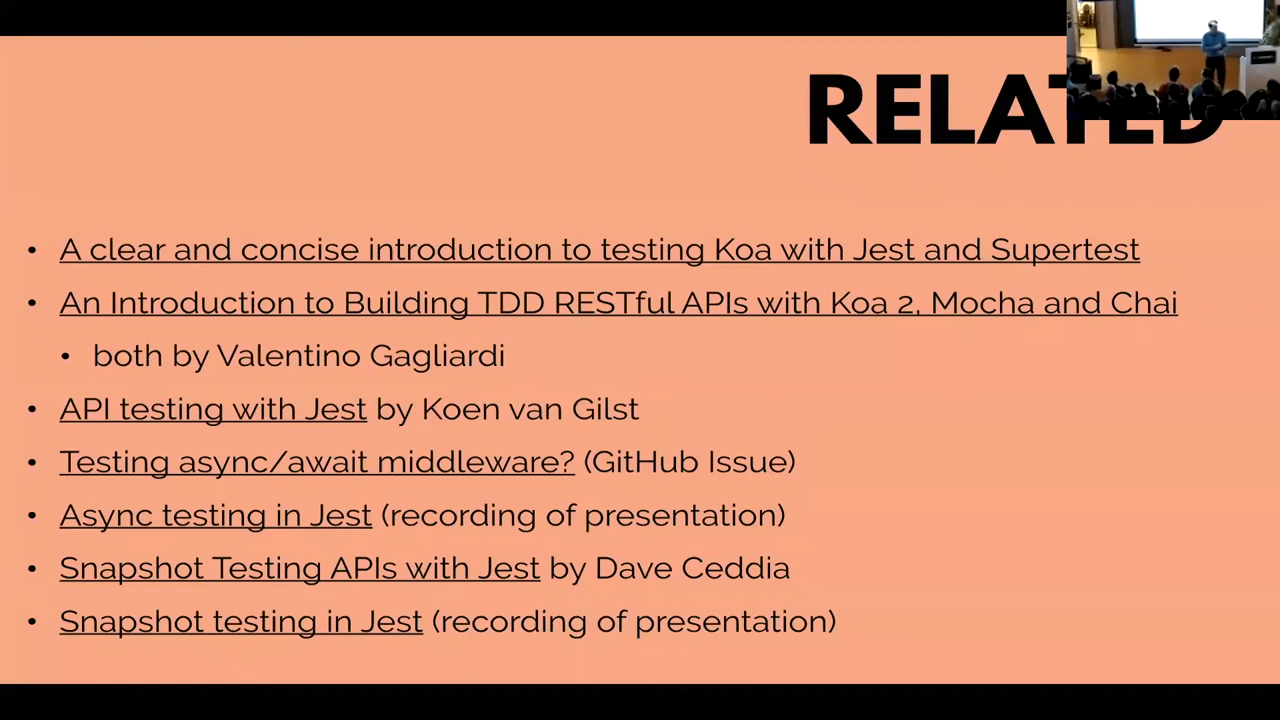 RELATED
• A clear and concise introduction to testing Koa with Jest and Supertest
• An Introduction to Building TDD RESTful APIs with Koa 2, Mocha and Chai
• both by Valentino Gagliardi
• API testing with Jest by Koen van Gilst
• Testing async/await middleware? (GitHub Issue)
• Async testing in Jest (recording of presentation)
• Snapshot Testing APIs with Jest by Dave Ceddia
• Snapshot testing in Jest (recording of presentation)